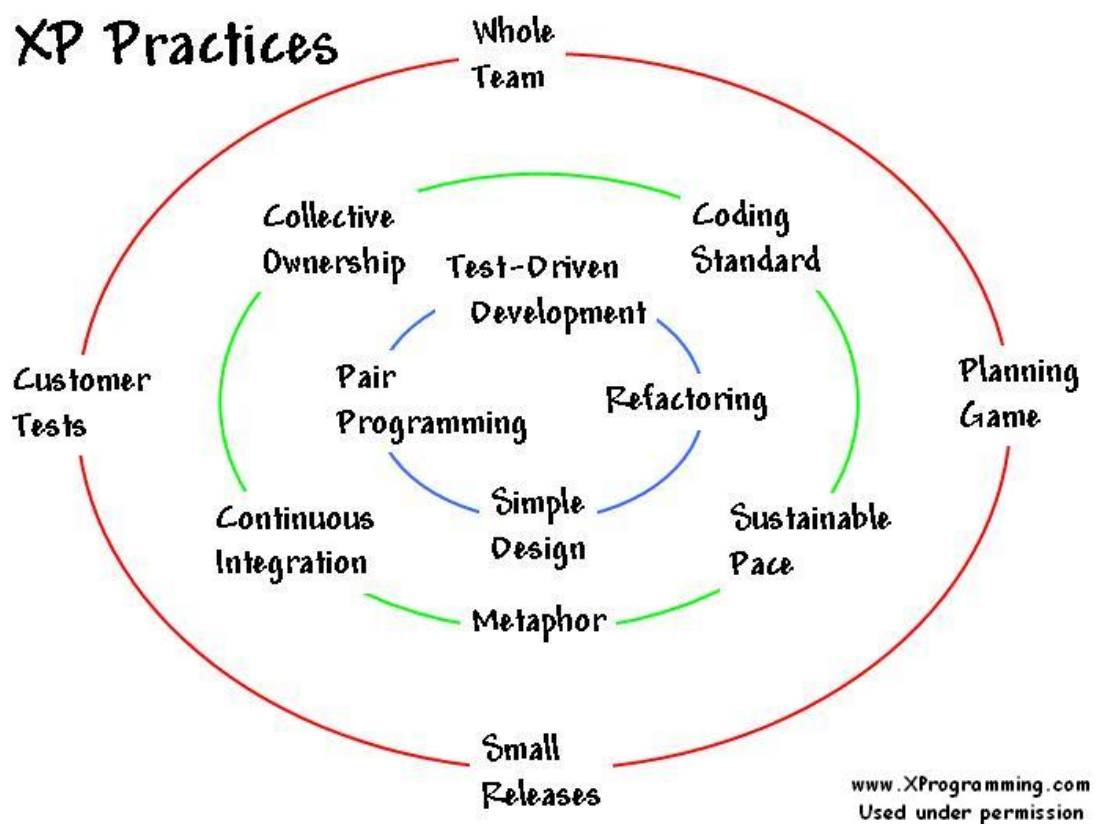 XP Practices
Whole
Team
Collective
Ownership
Coding
Standard
Test-Driven
Development
Customer
Tests
Pair
Programming
Refactoring
Planning
Game
Continuous
Integration
Simple
Design
Sustainable
Pace
Metaphor
Small
Releases
www.XProgramming.com
Used under permission